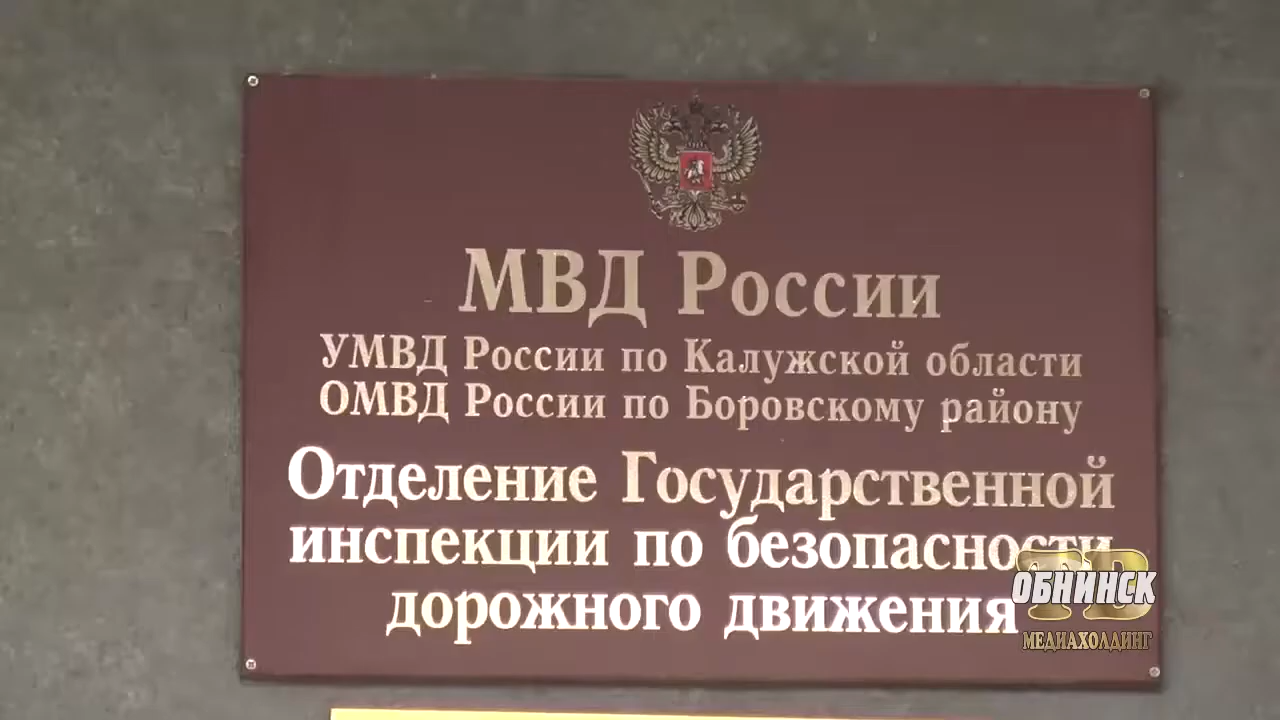 МВД России
УМВД России по Калужской области
ОМВД России по Боровскому району
Отделение Государственной
инспекции по безопасности
дорожного движения
ТВ
ОБНИНСК
МЕДИАХОЛДИНГ